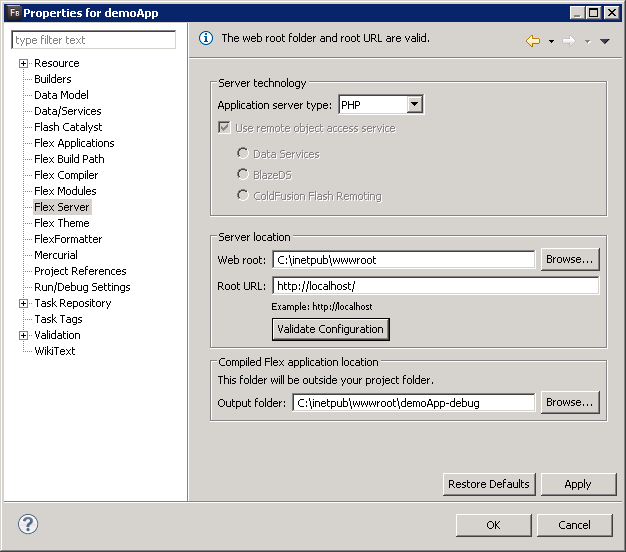 Fb Properties for demoApp
type filter text
Resource
Builders
Data Model
Data/Services
Flash Catalyst
Flex Applications
Flex Build Path
Flex Compiler
Flex Modules
Flex Server
Flex Theme
FlexFormatter
Mercurial
Project References
Run/Debug Settings
Task Repository
Task Tags
Validation
WikiText
The web root folder and root URL are valid.
Server technology
Application server type: PHP
Use remote object access service
Data Services
BlazeDS
ColdFusion Flash Remoting
Server location
Web root: C:\inetpub\wwwroot Browse...
Root URL: http://localhost/
Example: http://localhost
Validate Configuration
Compiled Flex application location
This folder will be outside your project folder.
Output folder: C:\inetpub\wwwroot\demoApp-debug Browse...
Restore Defaults Apply
? OK Cancel